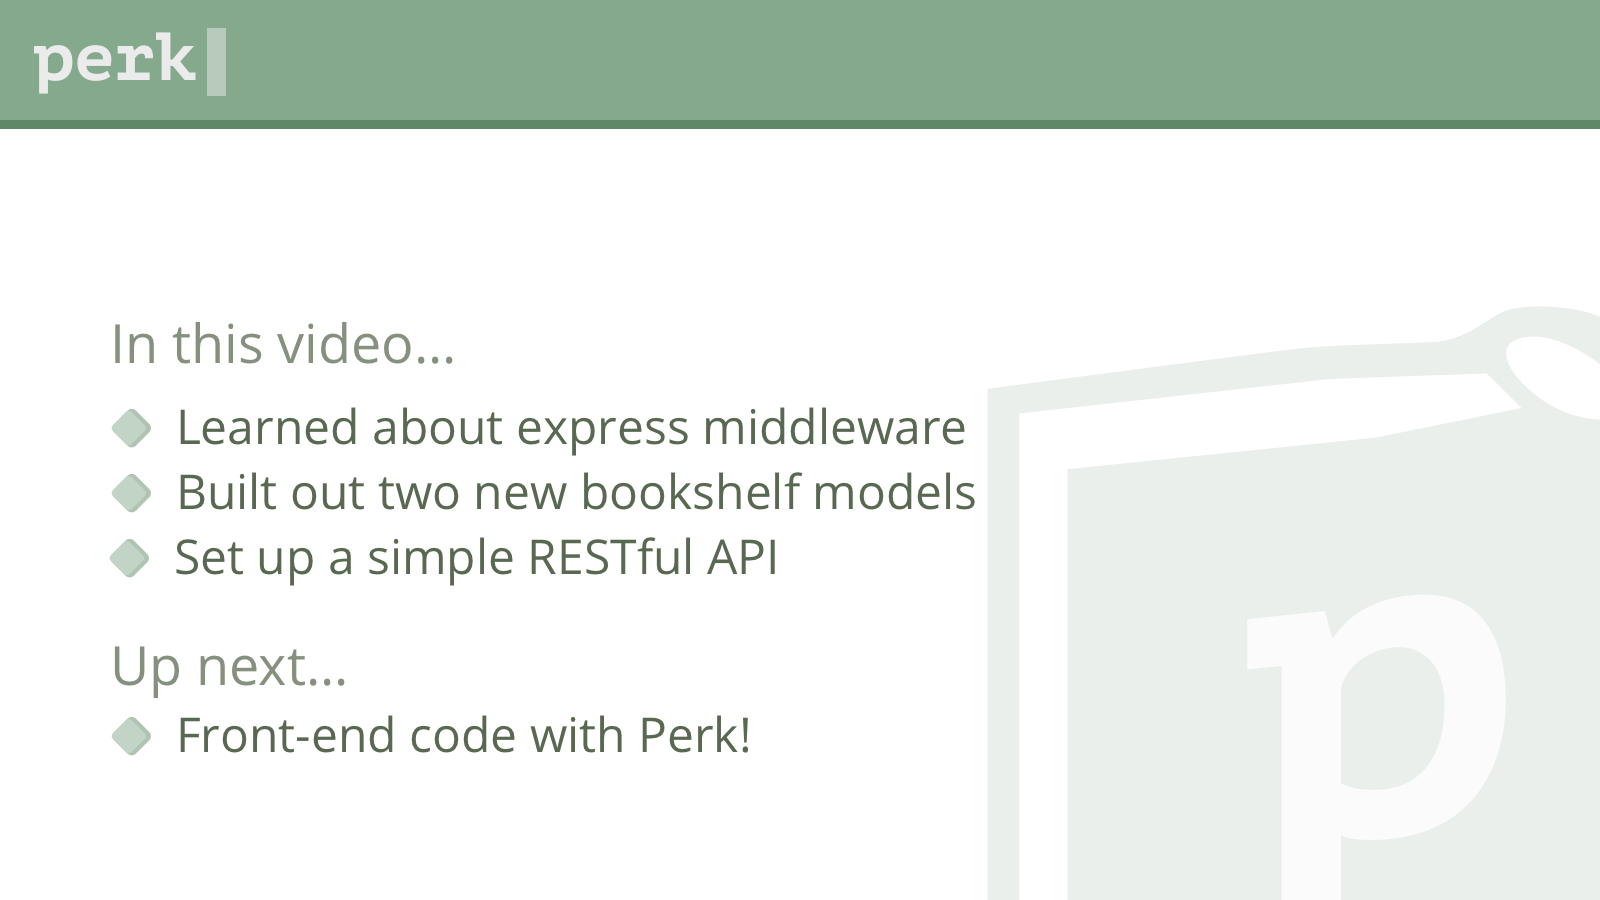 perk
In this video...
Learned about express middleware
Built out two new bookshelf models
Set up a simple RESTful API
Up next...
Front-end code with Perk!
p